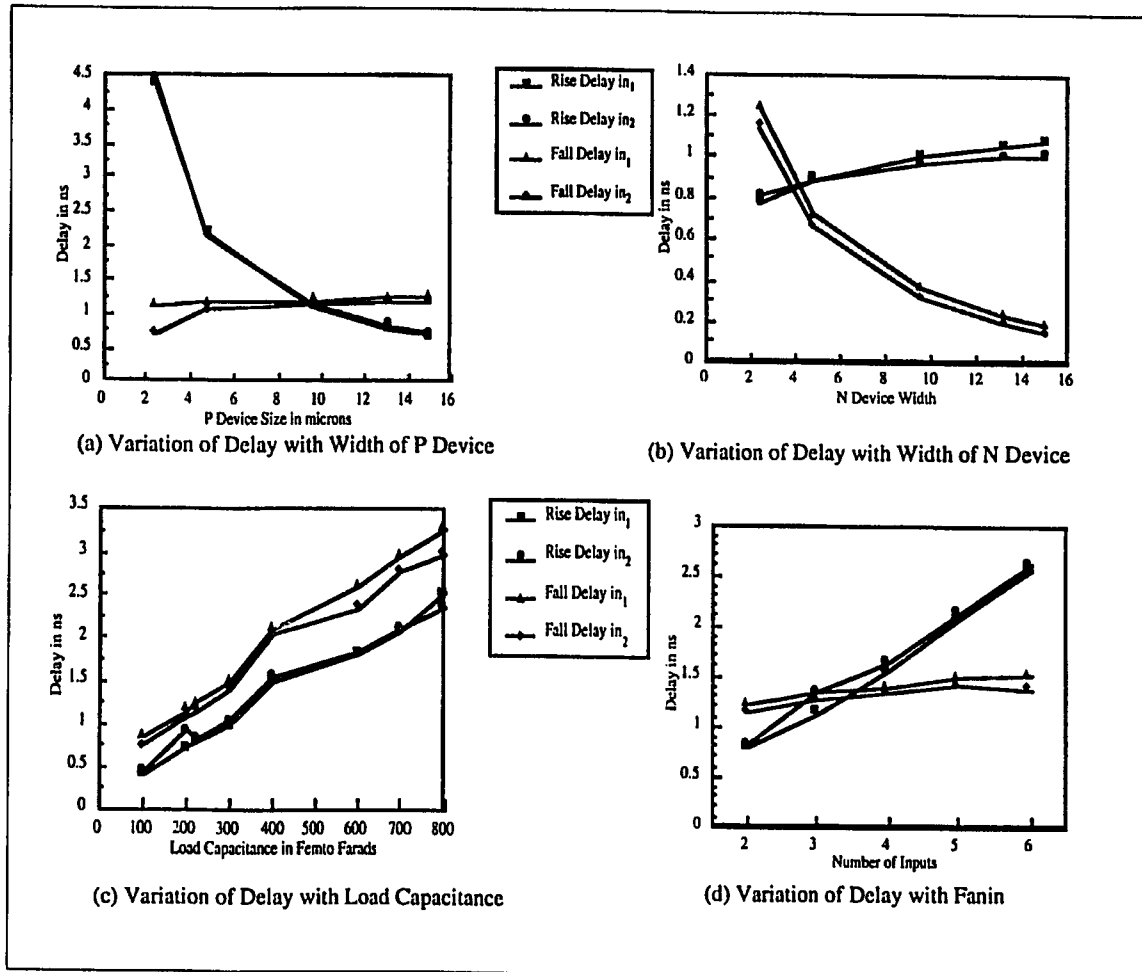 4.5
4
3.5
3
2.5
2
1.5
1
0.5
0
Delay in ns
0 2 4 6 8 10 12 14 16
P Device Size in microns
(a) Variation of Delay with Width of P Device
Rise Delay in1
Rise Delay in2
Fall Delay in1
Fall Delay in2
1.4
1.2
1
0.8
0.6
0.4
0.2
0
Delay in ns
0 2 4 6 8 10 12 14 16
N Device Width
(b) Variation of Delay with Width of N Device
3.5
3
2.5
2
1.5
1
0.5
0
Delay in ns
0 100 200 300 400 500 600 700 800
Load Capacitance in Femto Farads
(c) Variation of Delay with Load Capacitance
Rise Delay in1
Rise Delay in2
Fall Delay in1
Fall Delay in2
3
2.5
2
1.5
1
0.5
0
Delay in ns
2 3 4 5 6
Number of Inputs
(d) Variation of Delay with Fanin